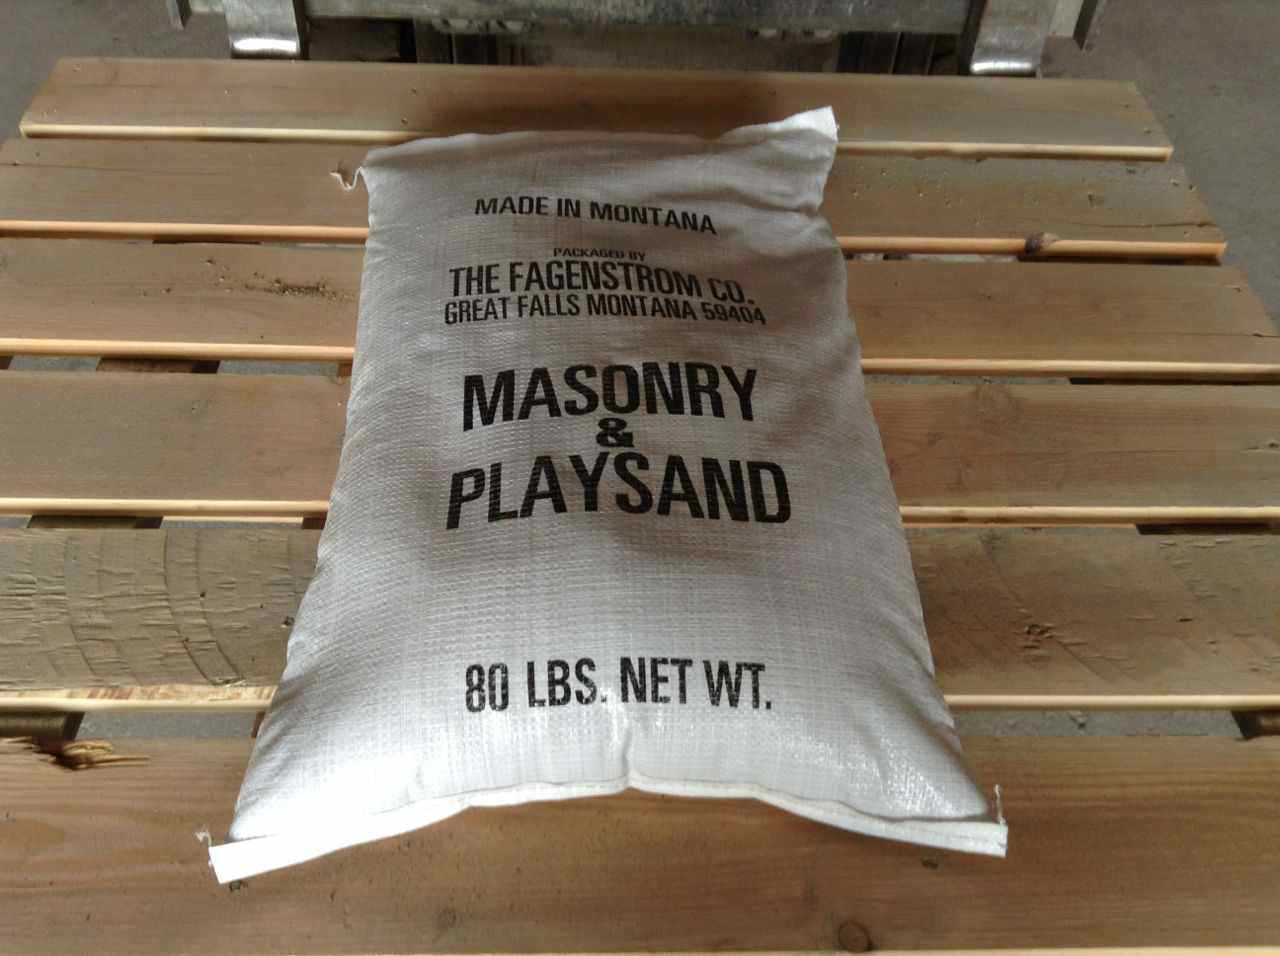 MADE IN MONTANA
PACKAGED BY
THE FAGENSTROM CO.
GREAT FALLS MONTANA 59404
MASONRY
&
PLAYSAND
80 LBS. NET WT.